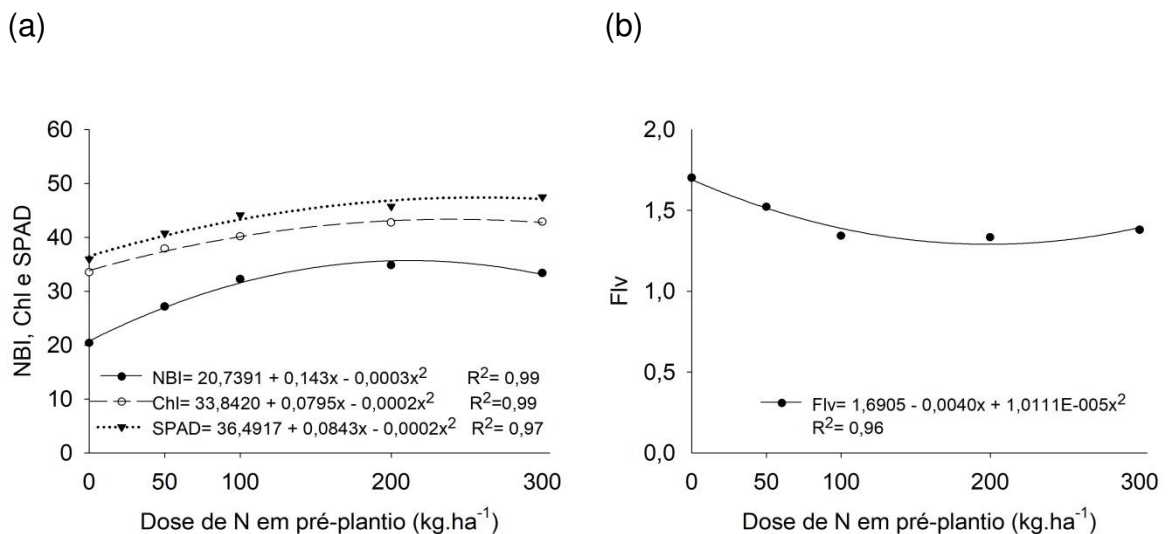 (a)
NBI, Chl e SPAD
60
50
40
30
20
10
0
NBI= 20,7391 + 0,143x - 0,0003x² R²= 0,99
Chl= 33,8420 + 0,0795x - 0,0002x² R²=0,99
SPAD= 36,4917 + 0,0843x - 0,0002x² R²= 0,97
0 50 100 200 300
Dose de N em pré-plantio (kg.ha⁻¹)
(b)
Flv
2,0
1,5
1,0
0,5
0,0
Flv= 1,6905 - 0,0040x + 1,0111E-005x²
R²= 0,96
0 50 100 200 300
Dose de N em pré-plantio (kg.ha⁻¹)